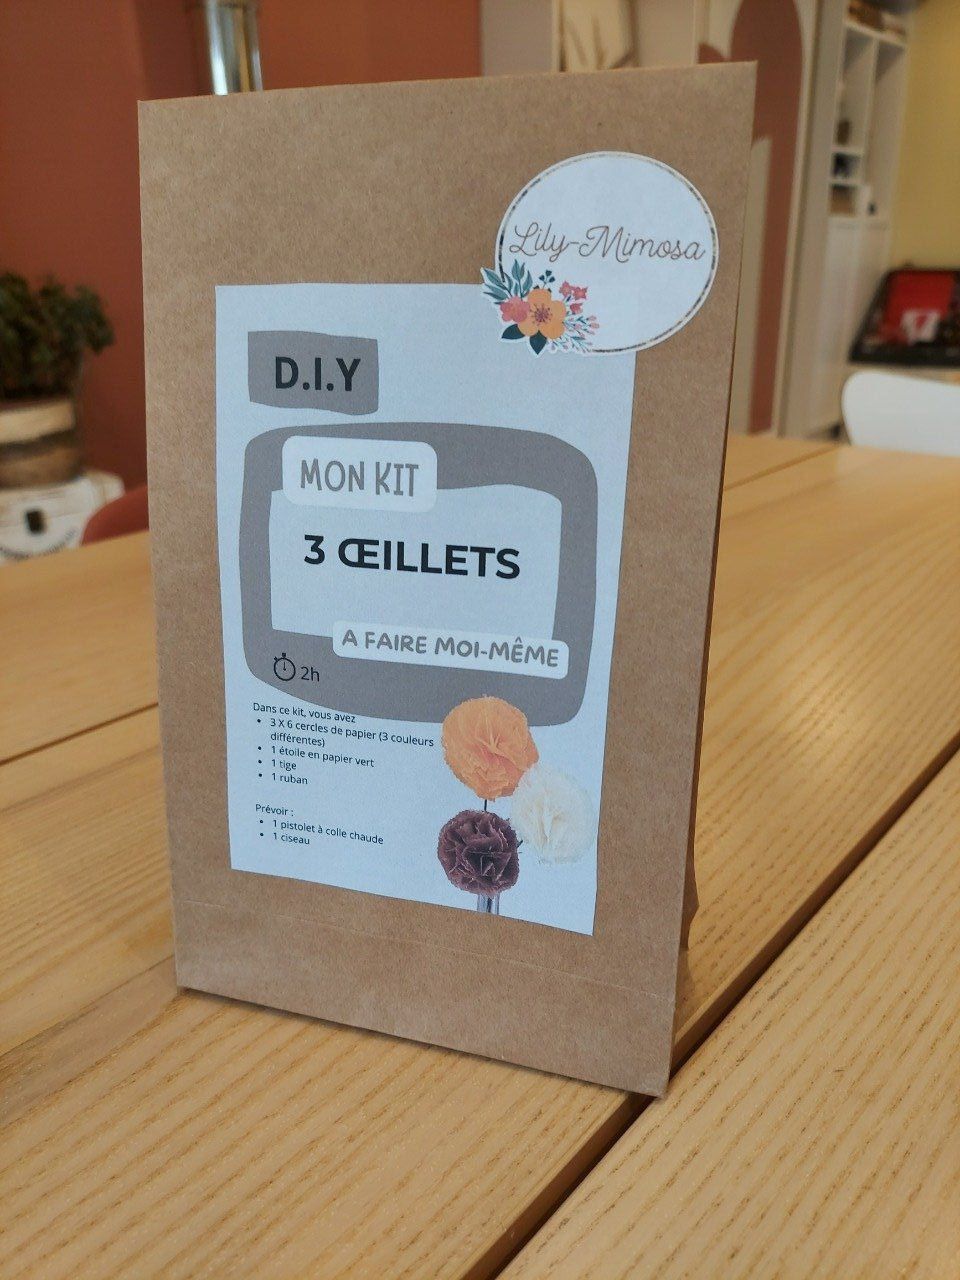 Lily-Mimosa
D.I.Y
MON KIT
3 ŒILLETS
A FAIRE MOI-MÊME
2h
Dans ce kit, vous avez
• 3 X 6 cercles de papier (3 couleurs
différentes)
• 1 étoile en papier vert
• 1 tige
• 1 ruban
Prévoir :
• 1 pistolet à colle chaude
• 1 ciseau